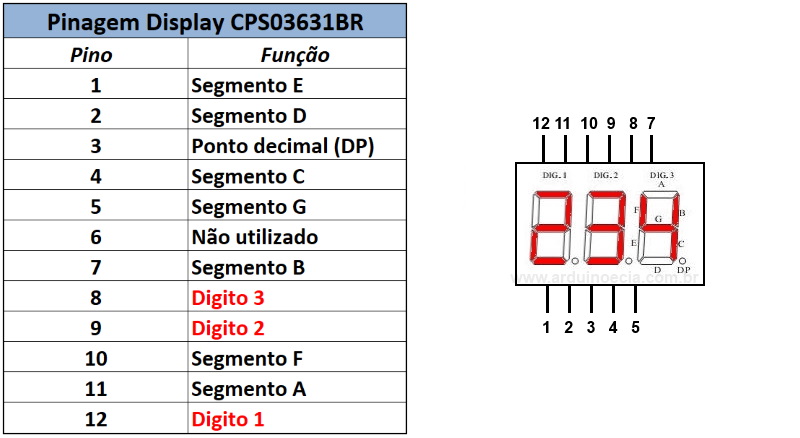 Pinagem Display CPS03631BR
Pino Função
1 Segmento E
2 Segmento D
3 Ponto decimal (DP)
4 Segmento C
5 Segmento G
6 Não utilizado
7 Segmento B
8 Digito 3
9 Digito 2
10 Segmento F
11 Segmento A
12 Digito 1
12 11 10 9 8 7
DIG.1 DIG.2 DIG.3
A
F B
G
E C
D DP
www.arduinoecia.com.br
1 2 3 4 5